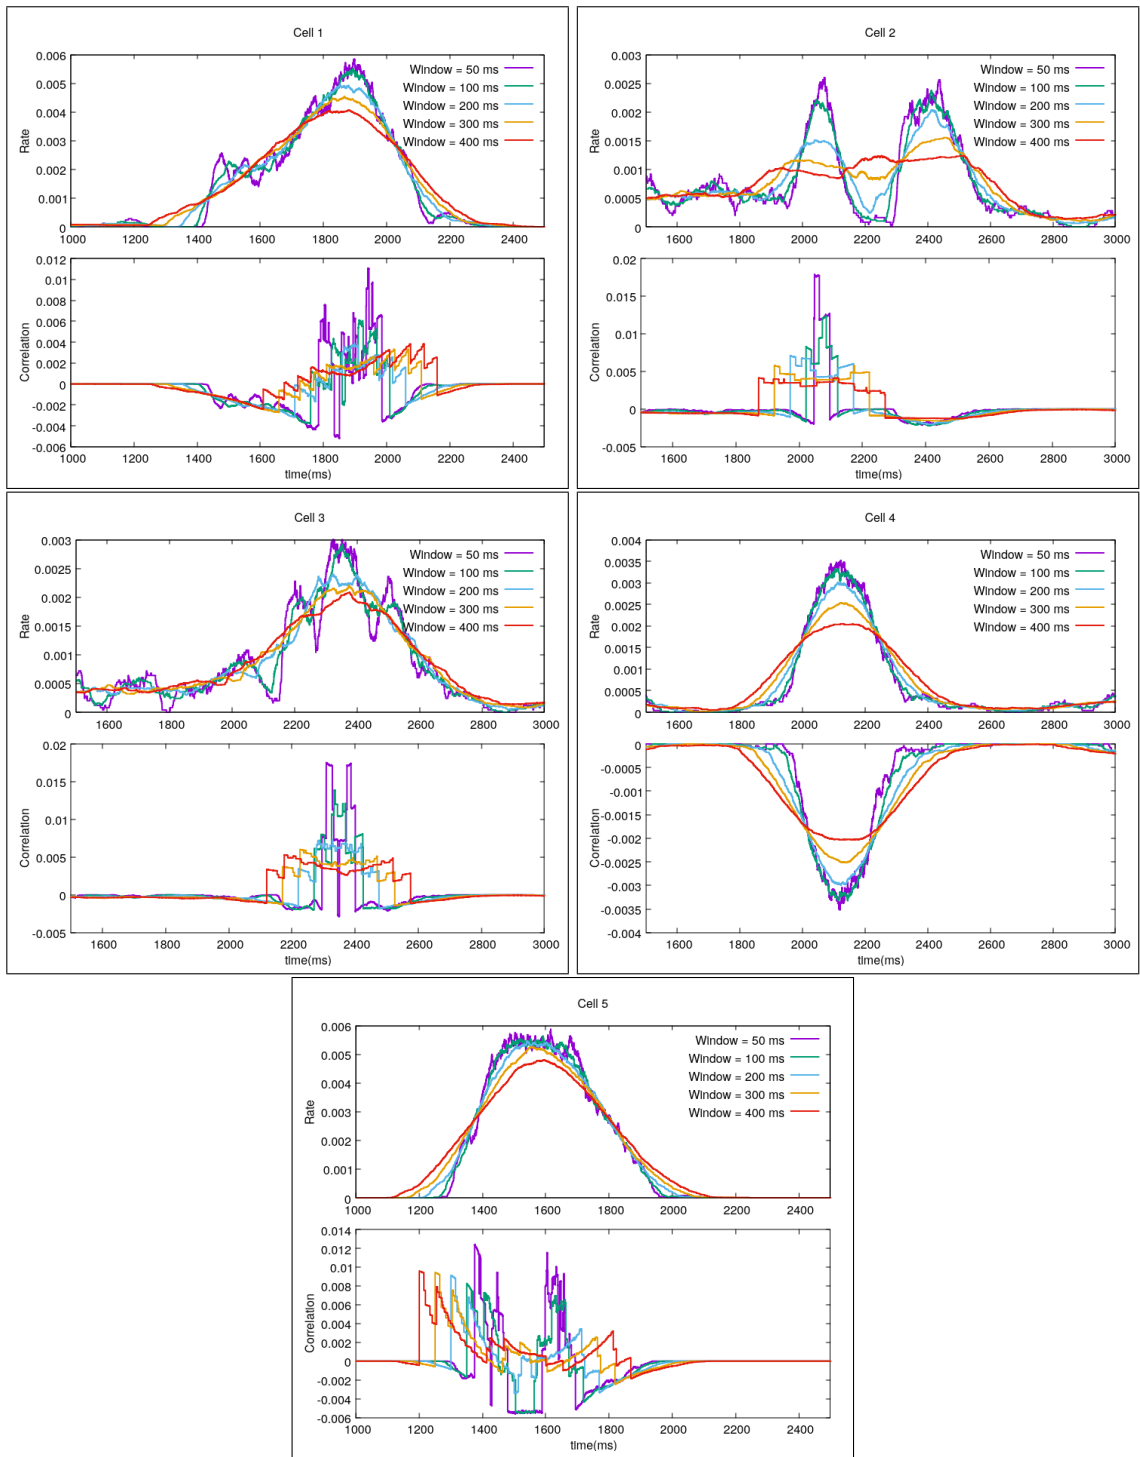 Cell 1
0.006
0.005
0.004
0.003
0.002
0.001
0
Rate
Window = 50 ms
Window = 100 ms
Window = 200 ms
Window = 300 ms
Window = 400 ms
1000 1200 1400 1600 1800 2000 2200 2400
0.012
0.01
0.008
0.006
0.004
0.002
0
-0.002
-0.004
-0.006
Correlation
1000 1200 1400 1600 1800 2000 2200 2400
time(ms)
Cell 2
0.003
0.0025
0.002
0.0015
0.001
0.0005
0
Rate
Window = 50 ms
Window = 100 ms
Window = 200 ms
Window = 300 ms
Window = 400 ms
1600 1800 2000 2200 2400 2600 2800 3000
0.02
0.015
0.01
0.005
0
-0.005
Correlation
1600 1800 2000 2200 2400 2600 2800 3000
time(ms)
Cell 3
0.003
0.0025
0.002
0.0015
0.001
0.0005
0
Rate
Window = 50 ms
Window = 100 ms
Window = 200 ms
Window = 300 ms
Window = 400 ms
1600 1800 2000 2200 2400 2600 2800 3000
0.02
0.015
0.01
0.005
0
-0.005
Correlation
1600 1800 2000 2200 2400 2600 2800 3000
time(ms)
Cell 4
0.004
0.0035
0.003
0.0025
0.002
0.0015
0.001
0.0005
0
Rate
Window = 50 ms
Window = 100 ms
Window = 200 ms
Window = 300 ms
Window = 400 ms
1600 1800 2000 2200 2400 2600 2800 3000
0
-0.0005
-0.001
-0.0015
-0.002
-0.0025
-0.003
-0.0035
-0.004
Correlation
1600 1800 2000 2200 2400 2600 2800 3000
time(ms)
Cell 5
0.006
0.005
0.004
0.003
0.002
0.001
0
Rate
Window = 50 ms
Window = 100 ms
Window = 200 ms
Window = 300 ms
Window = 400 ms
1000 1200 1400 1600 1800 2000 2200 2400
0.014
0.012
0.01
0.008
0.006
0.004
0.002
0
-0.002
-0.004
-0.006
Correlation
1000 1200 1400 1600 1800 2000 2200 2400
time(ms)